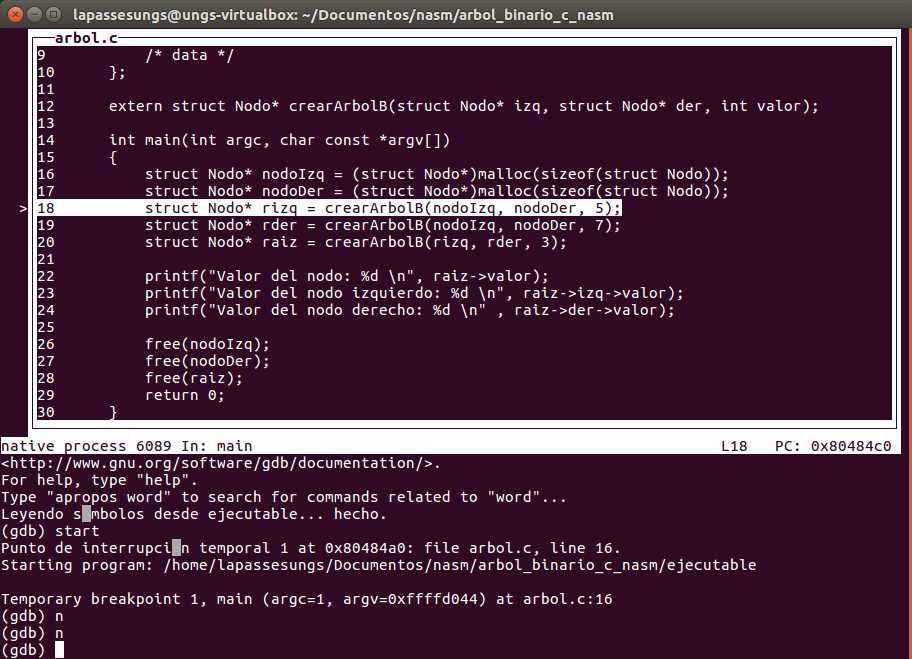 lapassesungs@ungs-virtualbox: ~/Documentos/nasm/arbol_binario_c_nasm
arbol.c
9 /* data */
10 };
11
12 extern struct Nodo* crearArbolB(struct Nodo* izq, struct Nodo* der, int valor);
13
14 int main(int argc, char const *argv[])
15 {
16 struct Nodo* nodoIzq = (struct Nodo*)malloc(sizeof(struct Nodo));
17 struct Nodo* nodoDer = (struct Nodo*)malloc(sizeof(struct Nodo));
>18 struct Nodo* rizq = crearArbolB(nodoIzq, nodoDer, 5);
19 struct Nodo* rder = crearArbolB(nodoIzq, nodoDer, 7);
20 struct Nodo* raiz = crearArbolB(rizq, rder, 3);
21
22 printf("Valor del nodo: %d \n", raiz->valor);
23 printf("Valor del nodo izquierdo: %d \n", raiz->izq->valor);
24 printf("Valor del nodo derecho: %d \n" , raiz->der->valor);
25
26 free(nodoIzq);
27 free(nodoDer);
28 free(raiz);
29 return 0;
30 }
native process 6089 In: main L18 PC: 0x80484c0
<http://www.gnu.org/software/gdb/documentation/>.
For help, type "help".
Type "apropos word" to search for commands related to "word"...
Leyendo s mbolos desde ejecutable... hecho.
(gdb) start
Punto de interrupci n temporal 1 at 0x80484a0: file arbol.c, line 16.
Starting program: /home/lapassesungs/Documentos/nasm/arbol_binario_c_nasm/ejecutable
Temporary breakpoint 1, main (argc=1, argv=0xffffd044) at arbol.c:16
(gdb) n
(gdb) n
(gdb)